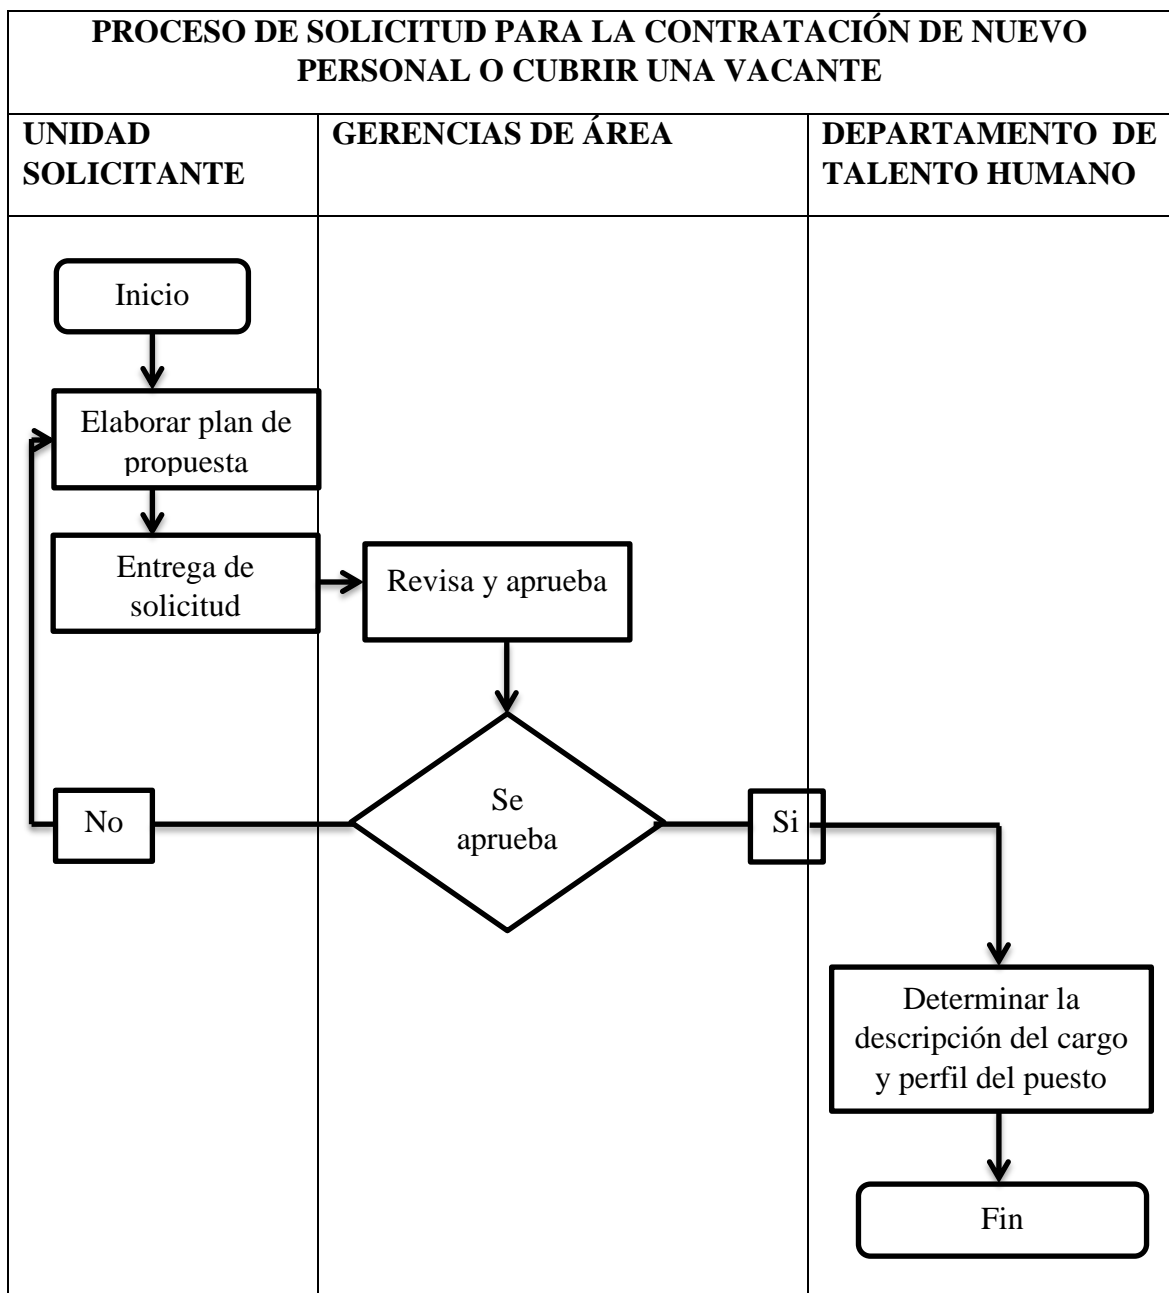 PROCESO DE SOLICITUD PARA LA CONTRATACIÓN DE NUEVO
PERSONAL O CUBRIR UNA VACANTE
UNIDAD
SOLICITANTE
GERENCIAS DE ÁREA
DEPARTAMENTO DE
TALENTO HUMANO
Inicio
Elaborar plan de
propuesta
Entrega de
solicitud
Revisa y aprueba
Se
aprueba
No
Si
Determinar la
descripción del cargo
y perfil del puesto
Fin